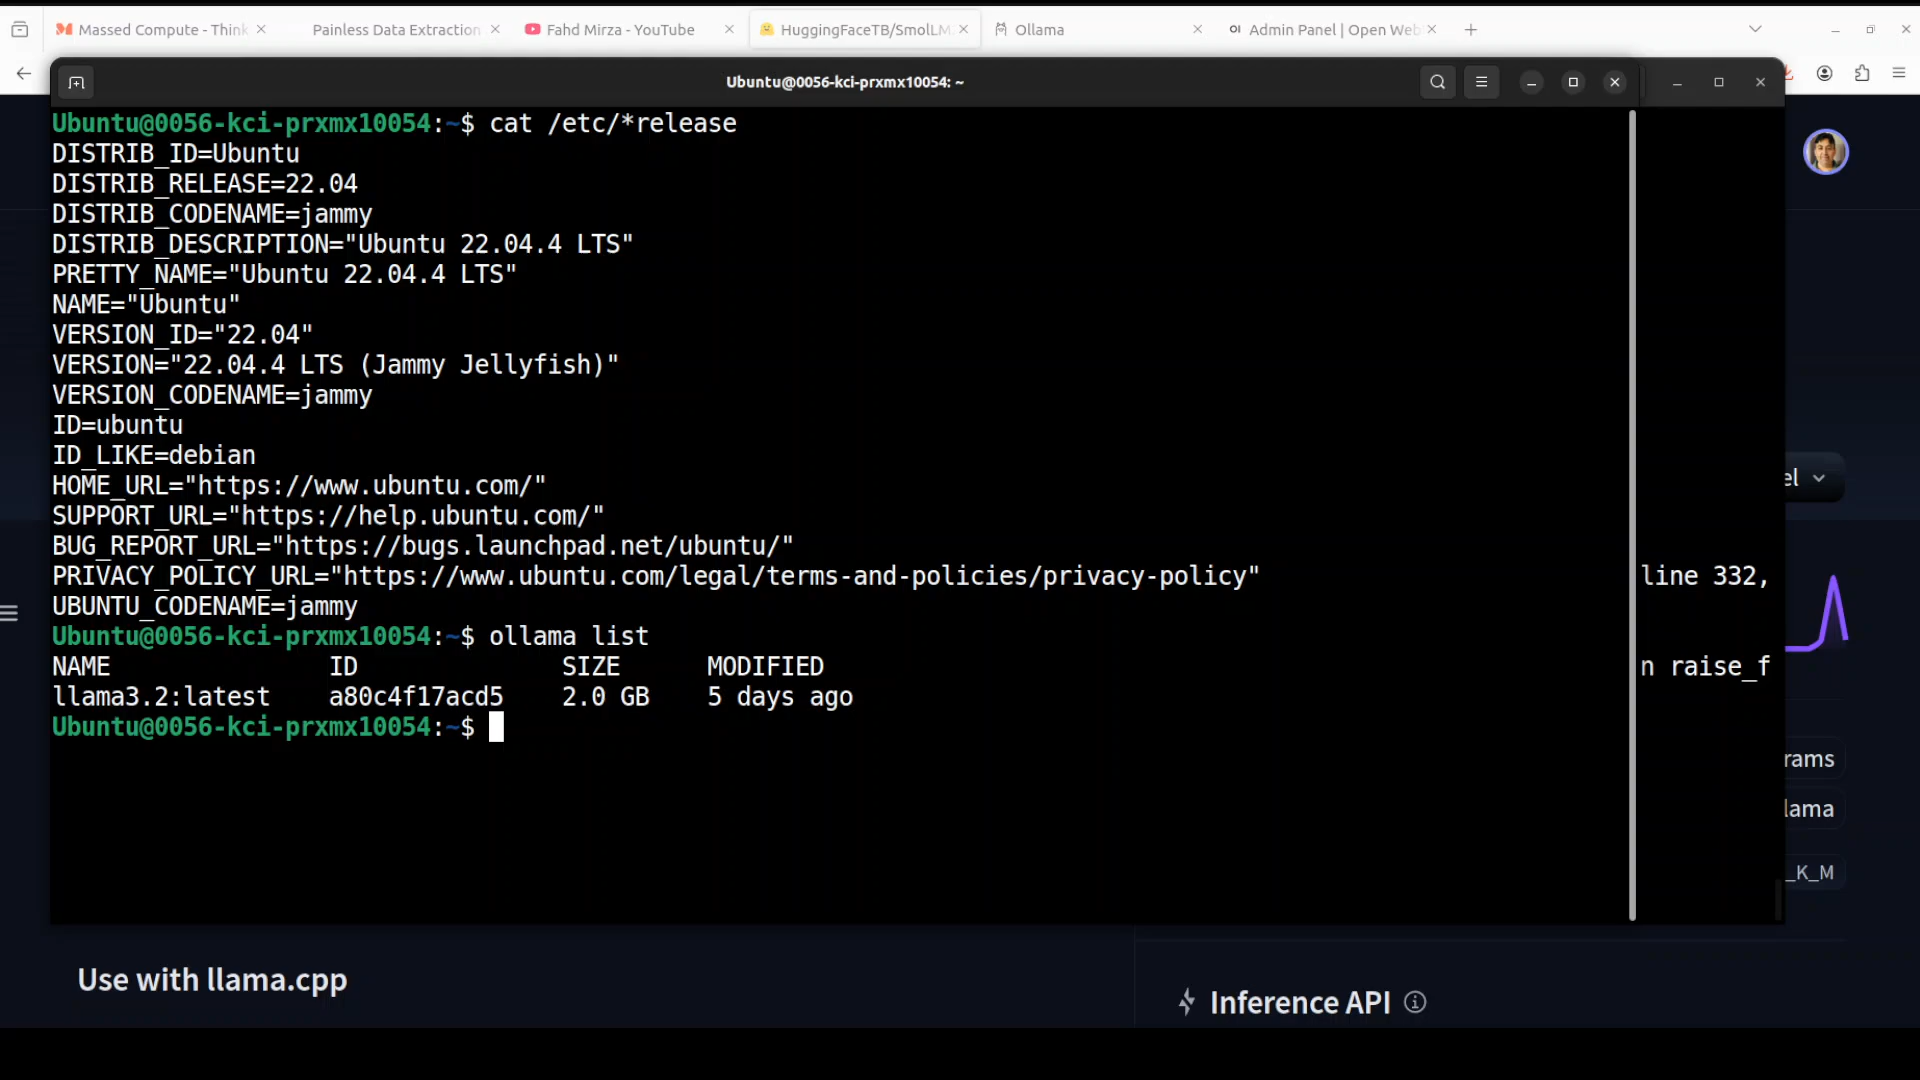 Massed Compute - Think
Painless Data Extraction
Fahd Mirza - YouTube
HuggingFaceTB/SmolLM
Ollama
OI Admin Panel | Open Web
Ubuntu@0056-kci-prxmx10054: ~
Ubuntu@0056-kci-prxmx10054:~$ cat /etc/*release
DISTRIB_ID=Ubuntu
DISTRIB_RELEASE=22.04
DISTRIB_CODENAME=jammy
DISTRIB_DESCRIPTION="Ubuntu 22.04.4 LTS"
PRETTY_NAME="Ubuntu 22.04.4 LTS"
NAME="Ubuntu"
VERSION_ID="22.04"
VERSION="22.04.4 LTS (Jammy Jellyfish)"
VERSION_CODENAME=jammy
ID=ubuntu
ID_LIKE=debian
HOME_URL="https://www.ubuntu.com/"
SUPPORT_URL="https://help.ubuntu.com/"
BUG_REPORT_URL="https://bugs.launchpad.net/ubuntu/"
PRIVACY_POLICY_URL="https://www.ubuntu.com/legal/terms-and-policies/privacy-policy"
UBUNTU_CODENAME=jammy
Ubuntu@0056-kci-prxmx10054:~$ ollama list
NAME ID SIZE MODIFIED
llama3.2:latest a80c4f17acd5 2.0 GB 5 days ago
Ubuntu@0056-kci-prxmx10054:~$
el
line 332,
n raise_f
rams
lama
_K_M
Use with llama.cpp
Inference API